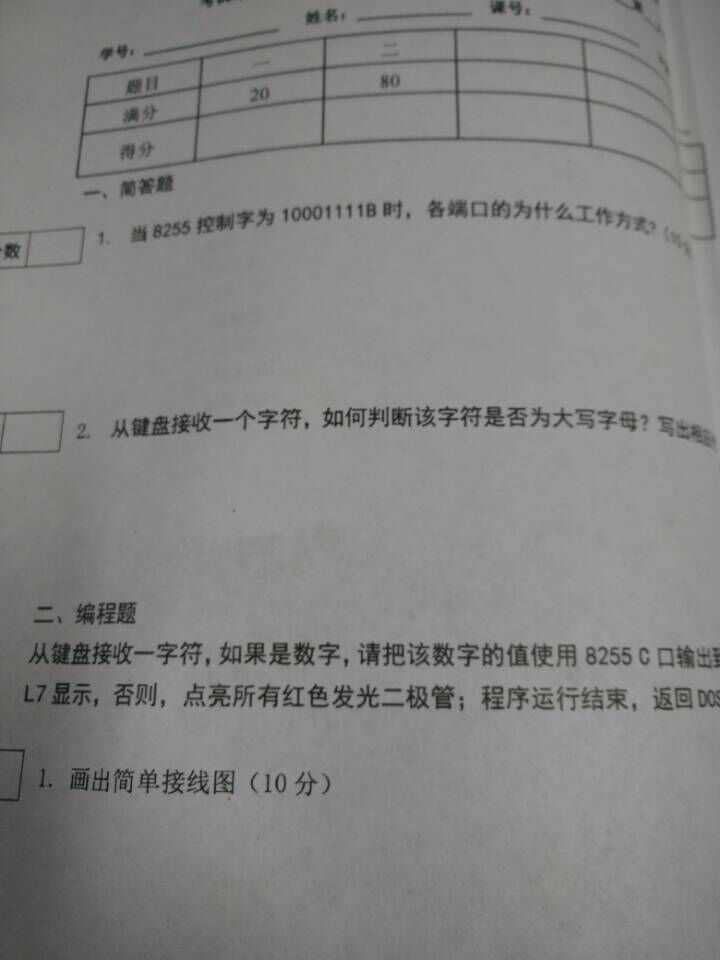 姓名： 课号：
学号：
题目 一 二
满分 20 80
得分
一、简答题
数
1. 当 8255 控制字为 10001111B 时，各端口的为什么工作方式？（10
2. 从键盘接收一个字符，如何判断该字符是否为大写字母？写出相应
二、编程题
从键盘接收一字符，如果是数字，请把该数字的值使用 8255 C 口输出到
L7 显示，否则，点亮所有红色发光二极管；程序运行结束，返回 DOS
1. 画出简单接线图（10 分）